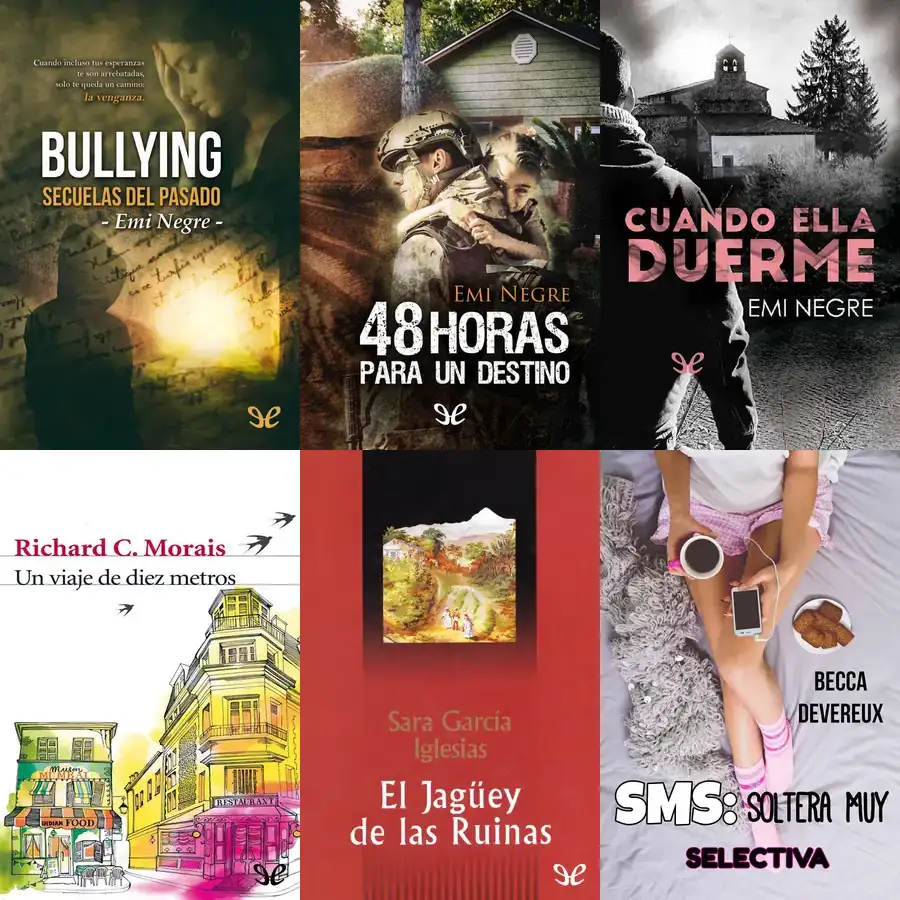 Cuando incluso tus esperanzas
te son arrebatadas,
solo te queda un camino:
la venganza.
BULLYING
SECUELAS DEL PASADO
- Emi Negre -
EMI NEGRE
48 HORAS
PARA UN DESTINO
CUANDO ELLA
DUERME
EMI NEGRE
Richard C. Morais
Un viaje de diez metros
MUMBAI
INDIAN FOOD
RESTAURANT
Sara García
Iglesias
El Jagüey
de las Ruinas
BECCA
DEVEREUX
SMS: SOLTERA MUY
SELECTIVA